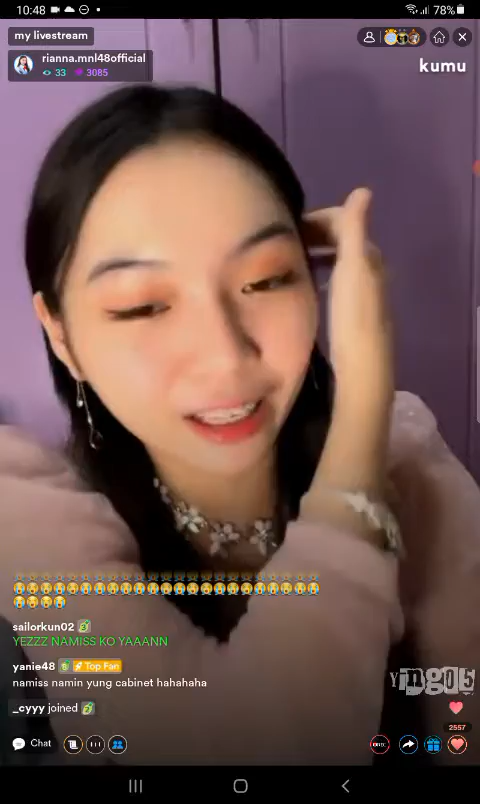 10:48
78%
my livestream
rianna.mnl48official
33 3085
kumu
😭😭😭😭😭😭😭😭😭😭😭😭😭😭😭😭😭😭😭😭😭😭😭
😭😭😭😭
sailorkun02
YEZZZ NAMISS KO YAAANN
yanie48 Top Fan
namiss namin yung cabinet hahahaha
_cyyy joined
Yingo5
2557
Chat